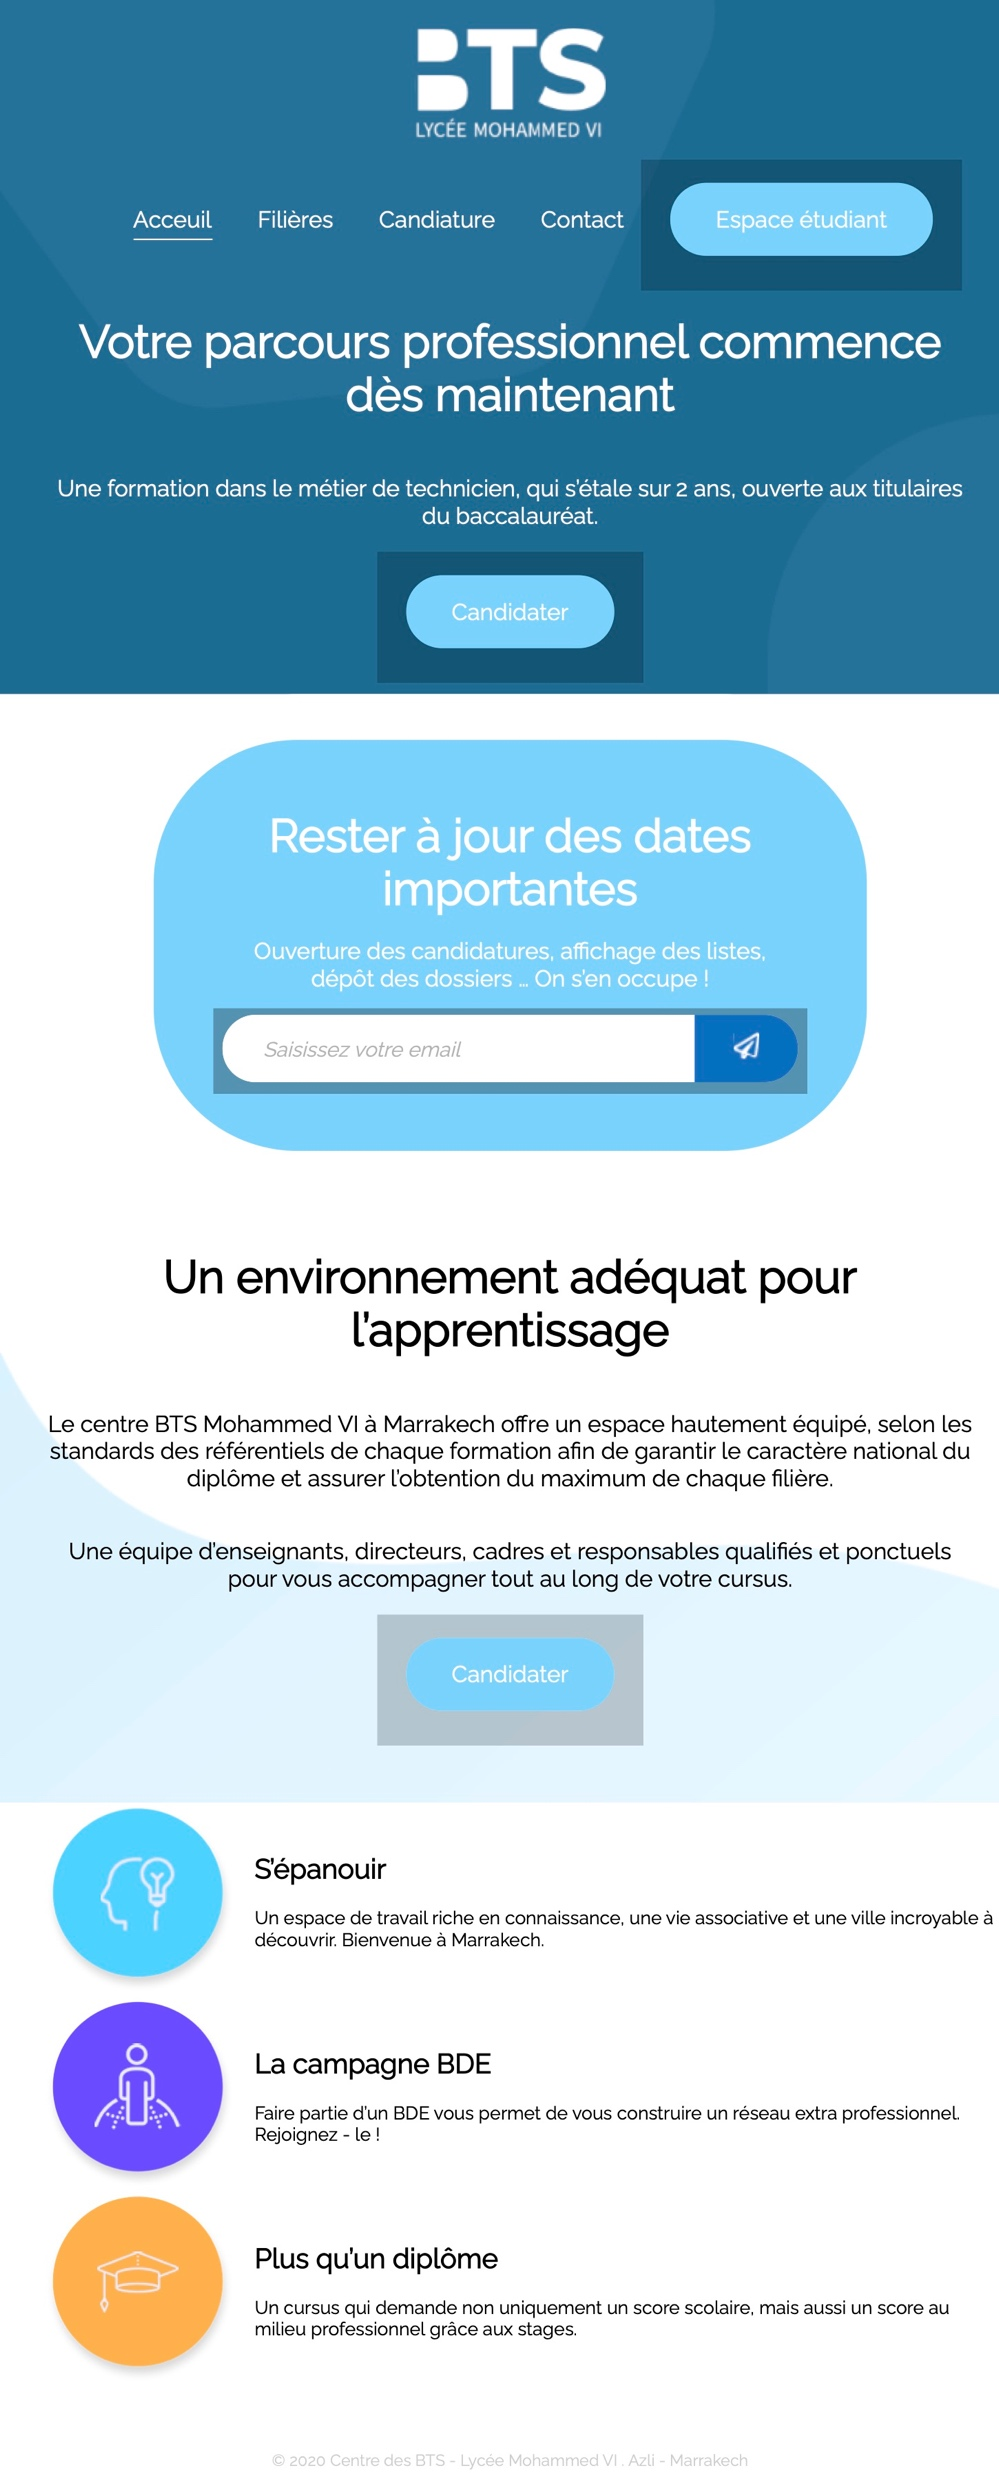 BTS
LYCÉE MOHAMMED VI
Acceuil Filières Candiature Contact Espace étudiant
Votre parcours professionnel commence
dès maintenant
Une formation dans le métier de technicien, qui s'étale sur 2 ans, ouverte aux titulaires
du baccalauréat.
Candidater
Rester à jour des dates
importantes
Ouverture des candidatures, affichage des listes,
dépôt des dossiers ... On s'en occupe !
Saisissez votre email
Un environnement adéquat pour
l'apprentissage
Le centre BTS Mohammed VI à Marrakech offre un espace hautement équipé, selon les
standards des référentiels de chaque formation afin de garantir le caractère national du
diplôme et assurer l'obtention du maximum de chaque filière.
Une équipe d'enseignants, directeurs, cadres et responsables qualifiés et ponctuels
pour vous accompagner tout au long de votre cursus.
Candidater
S'épanouir
Un espace de travail riche en connaissance, une vie associative et une ville incroyable à
découvrir. Bienvenue à Marrakech.
La campagne BDE
Faire partie d'un BDE vous permet de vous construire un réseau extra professionnel.
Rejoignez - le !
Plus qu'un diplôme
Un cursus qui demande non uniquement un score scolaire, mais aussi un score au
milieu professionnel grâce aux stages.
© 2020 Centre des BTS - Lycée Mohammed VI . Azli - Marrakech